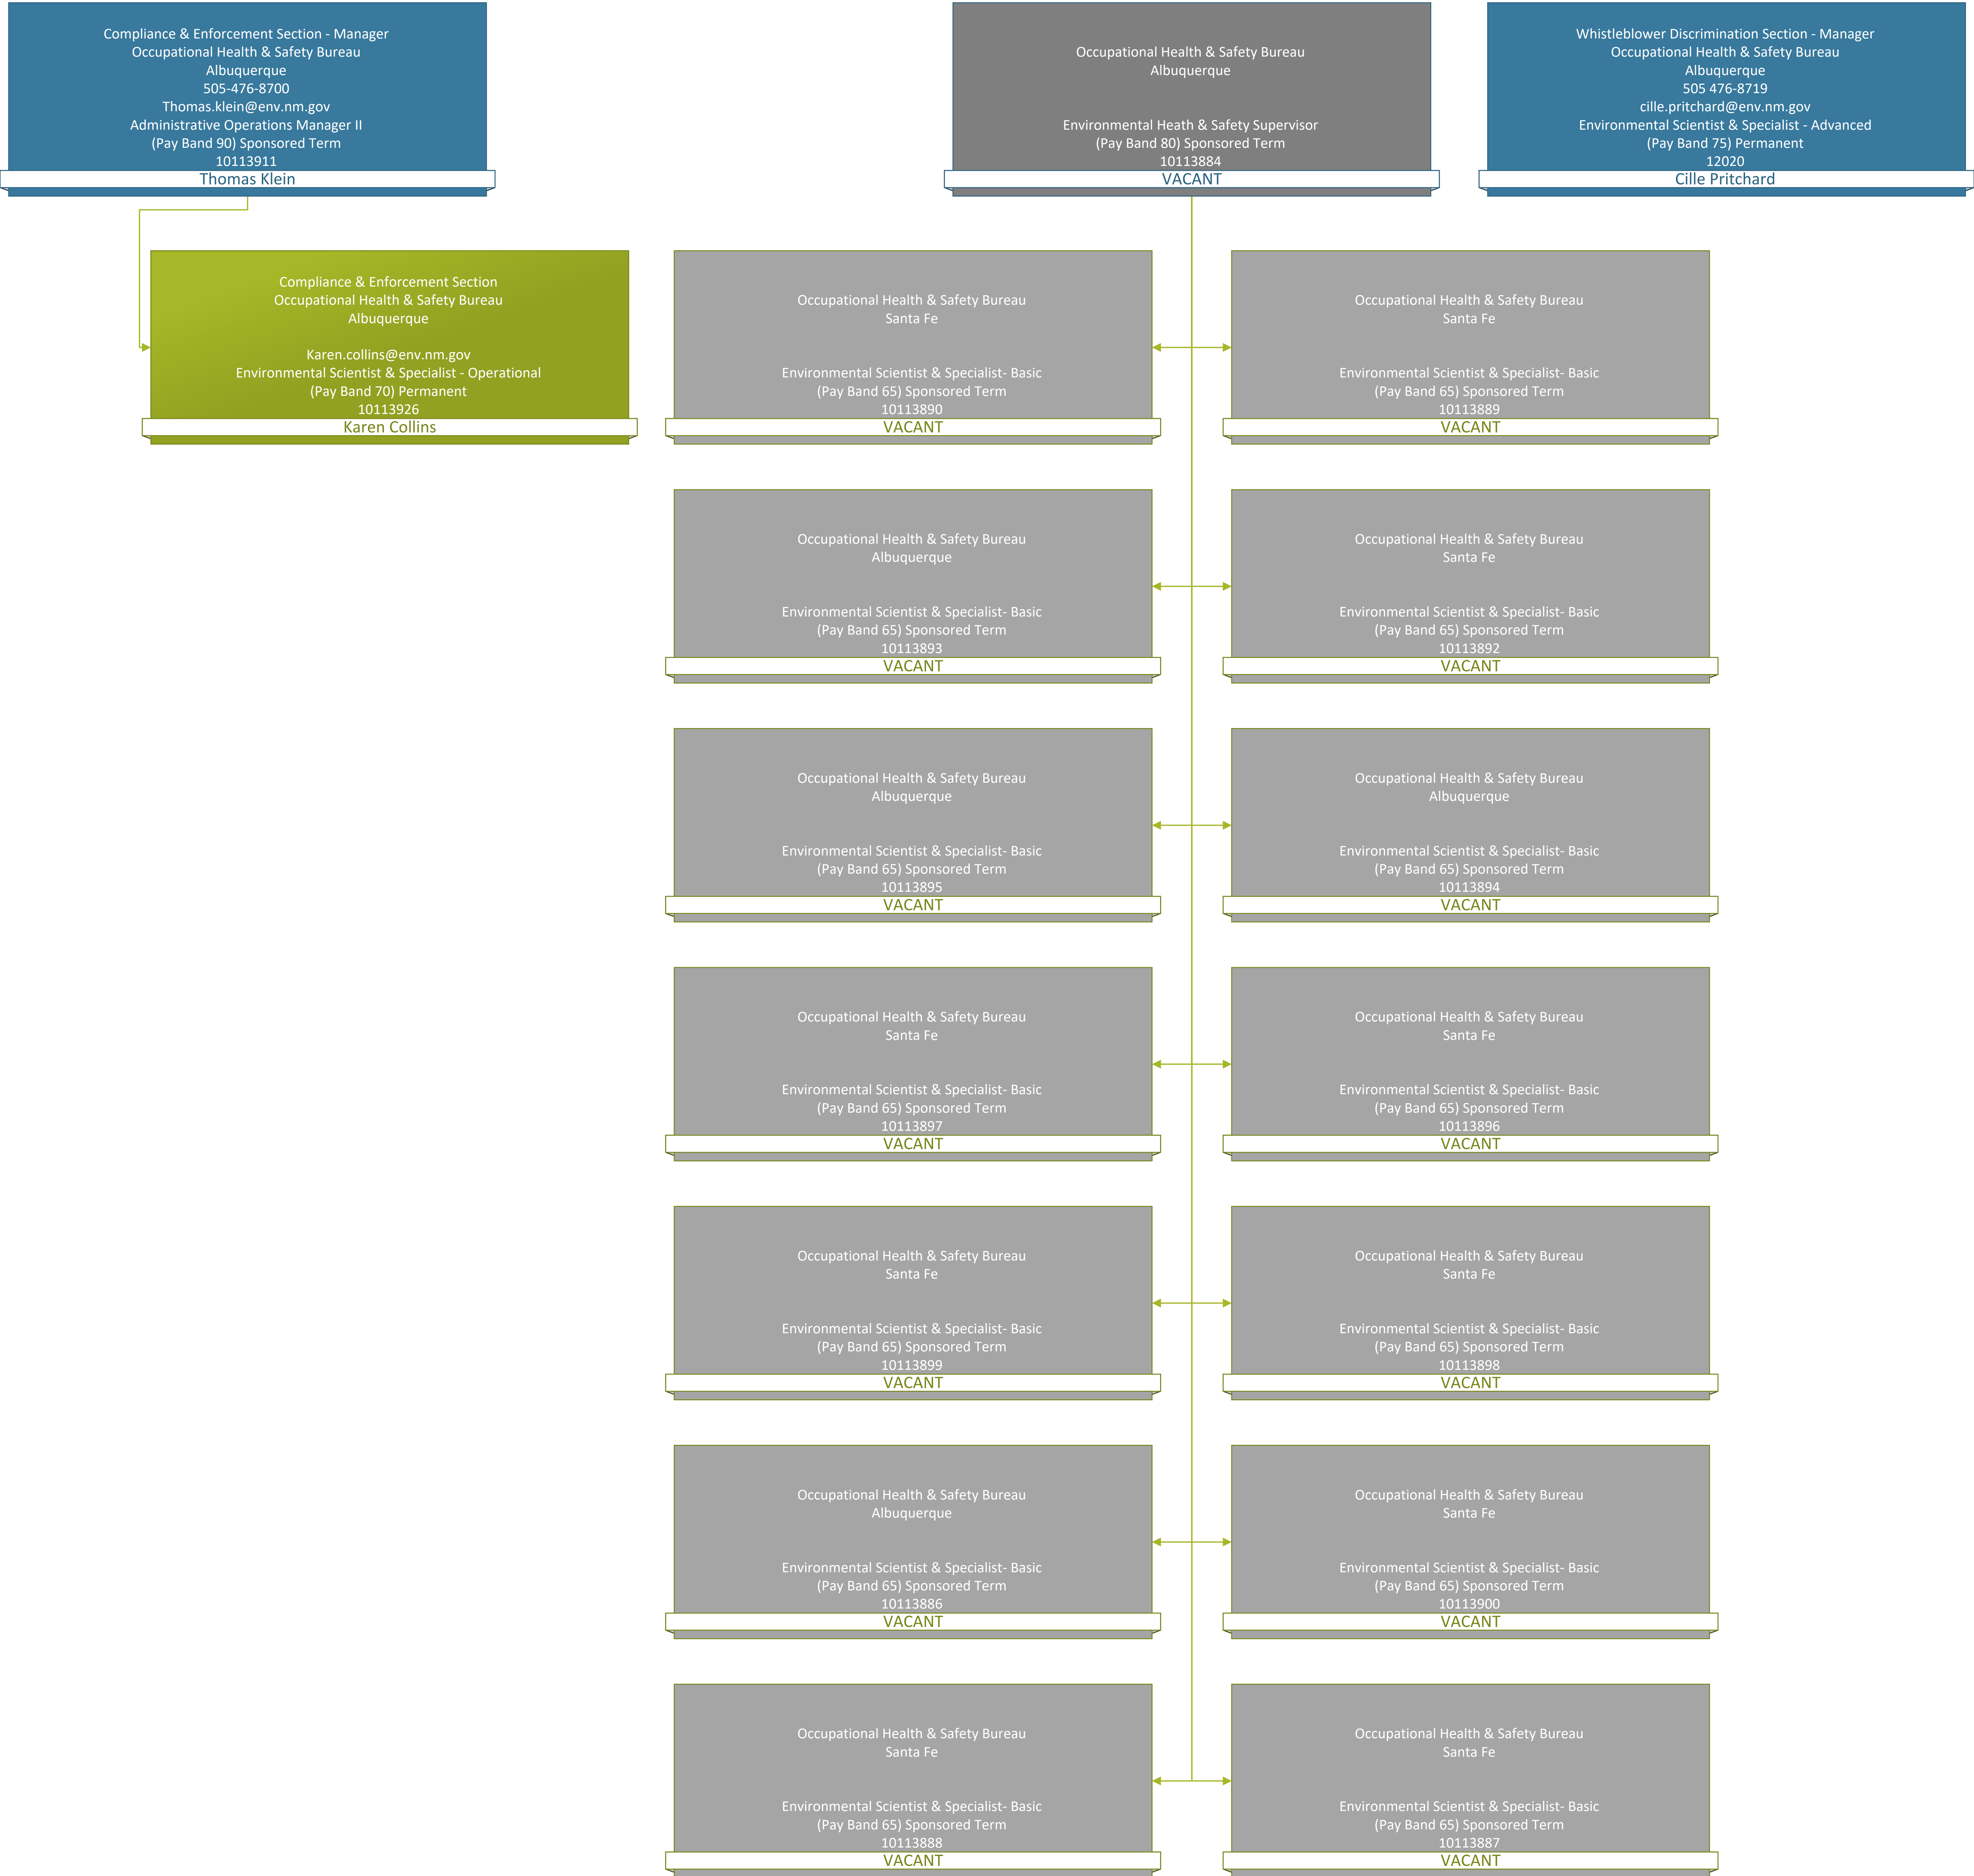 Compliance & Enforcement Section - Manager
Occupational Health & Safety Bureau
Albuquerque
505-476-8700
Thomas.klein@env.nm.gov
Administrative Operations Manager II
(Pay Band 90) Sponsored Term
10113911
Thomas Klein
Occupational Health & Safety Bureau
Albuquerque
Environmental Heath & Safety Supervisor
(Pay Band 80) Sponsored Term
10113884
VACANT
Whistleblower Discrimination Section - Manager
Occupational Health & Safety Bureau
Albuquerque
505 476-8719
cille.pritchard@env.nm.gov
Environmental Scientist & Specialist - Advanced
(Pay Band 75) Permanent
12020
Cille Pritchard
Compliance & Enforcement Section
Occupational Health & Safety Bureau
Albuquerque
Karen.collins@env.nm.gov
Environmental Scientist & Specialist - Operational
(Pay Band 70) Permanent
10113926
Karen Collins
Occupational Health & Safety Bureau
Santa Fe
Environmental Scientist & Specialist- Basic
(Pay Band 65) Sponsored Term
10113890
VACANT
Occupational Health & Safety Bureau
Santa Fe
Environmental Scientist & Specialist- Basic
(Pay Band 65) Sponsored Term
10113889
VACANT
Occupational Health & Safety Bureau
Albuquerque
Environmental Scientist & Specialist- Basic
(Pay Band 65) Sponsored Term
10113893
VACANT
Occupational Health & Safety Bureau
Santa Fe
Environmental Scientist & Specialist- Basic
(Pay Band 65) Sponsored Term
10113892
VACANT
Occupational Health & Safety Bureau
Albuquerque
Environmental Scientist & Specialist- Basic
(Pay Band 65) Sponsored Term
10113895
VACANT
Occupational Health & Safety Bureau
Albuquerque
Environmental Scientist & Specialist- Basic
(Pay Band 65) Sponsored Term
10113894
VACANT
Occupational Health & Safety Bureau
Santa Fe
Environmental Scientist & Specialist- Basic
(Pay Band 65) Sponsored Term
10113897
VACANT
Occupational Health & Safety Bureau
Santa Fe
Environmental Scientist & Specialist- Basic
(Pay Band 65) Sponsored Term
10113896
VACANT
Occupational Health & Safety Bureau
Santa Fe
Environmental Scientist & Specialist- Basic
(Pay Band 65) Sponsored Term
10113899
VACANT
Occupational Health & Safety Bureau
Santa Fe
Environmental Scientist & Specialist- Basic
(Pay Band 65) Sponsored Term
10113898
VACANT
Occupational Health & Safety Bureau
Albuquerque
Environmental Scientist & Specialist- Basic
(Pay Band 65) Sponsored Term
10113886
VACANT
Occupational Health & Safety Bureau
Santa Fe
Environmental Scientist & Specialist- Basic
(Pay Band 65) Sponsored Term
10113900
VACANT
Occupational Health & Safety Bureau
Santa Fe
Environmental Scientist & Specialist- Basic
(Pay Band 65) Sponsored Term
10113888
VACANT
Occupational Health & Safety Bureau
Santa Fe
Environmental Scientist & Specialist- Basic
(Pay Band 65) Sponsored Term
10113887
VACANT